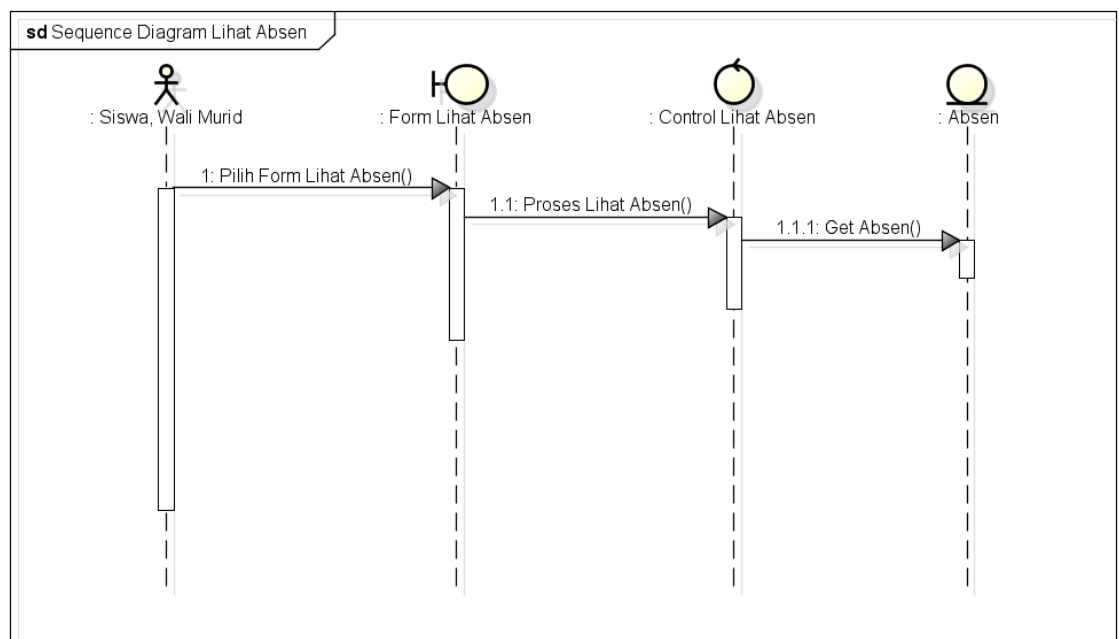 sd Sequence Diagram Lihat Absen
: Siswa, Wali Murid
: Form Lihat Absen
: Control Lihat Absen
: Absen
1: Pilih Form Lihat Absen()
1.1: Proses Lihat Absen()
1.1.1: Get Absen()